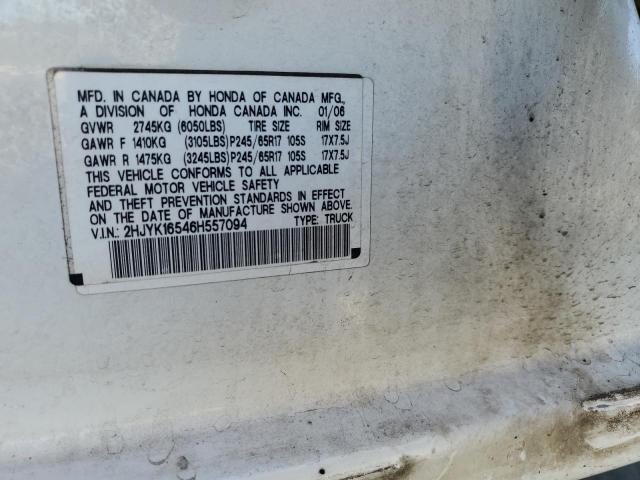 MFD. IN CANADA BY HONDA OF CANADA MFG.,
A DIVISION OF HONDA CANADA INC. 01/06
GVWR 2745KG (6050LBS) TIRE SIZE RIM SIZE
GAWR F 1410KG (3105LBS)P245/65R17 105S 17X7.5J
GAWR R 1475KG (3245LBS)P245/65R17 105S 17X7.5J
THIS VEHICLE CONFORMS TO ALL APPLICABLE
FEDERAL MOTOR VEHICLE SAFETY
AND THEFT PREVENTION STANDARDS IN EFFECT
ON THE DATE OF MANUFACTURE SHOWN ABOVE.
V.I.N.: 2HJYK16546H557094 TYPE: TRUCK